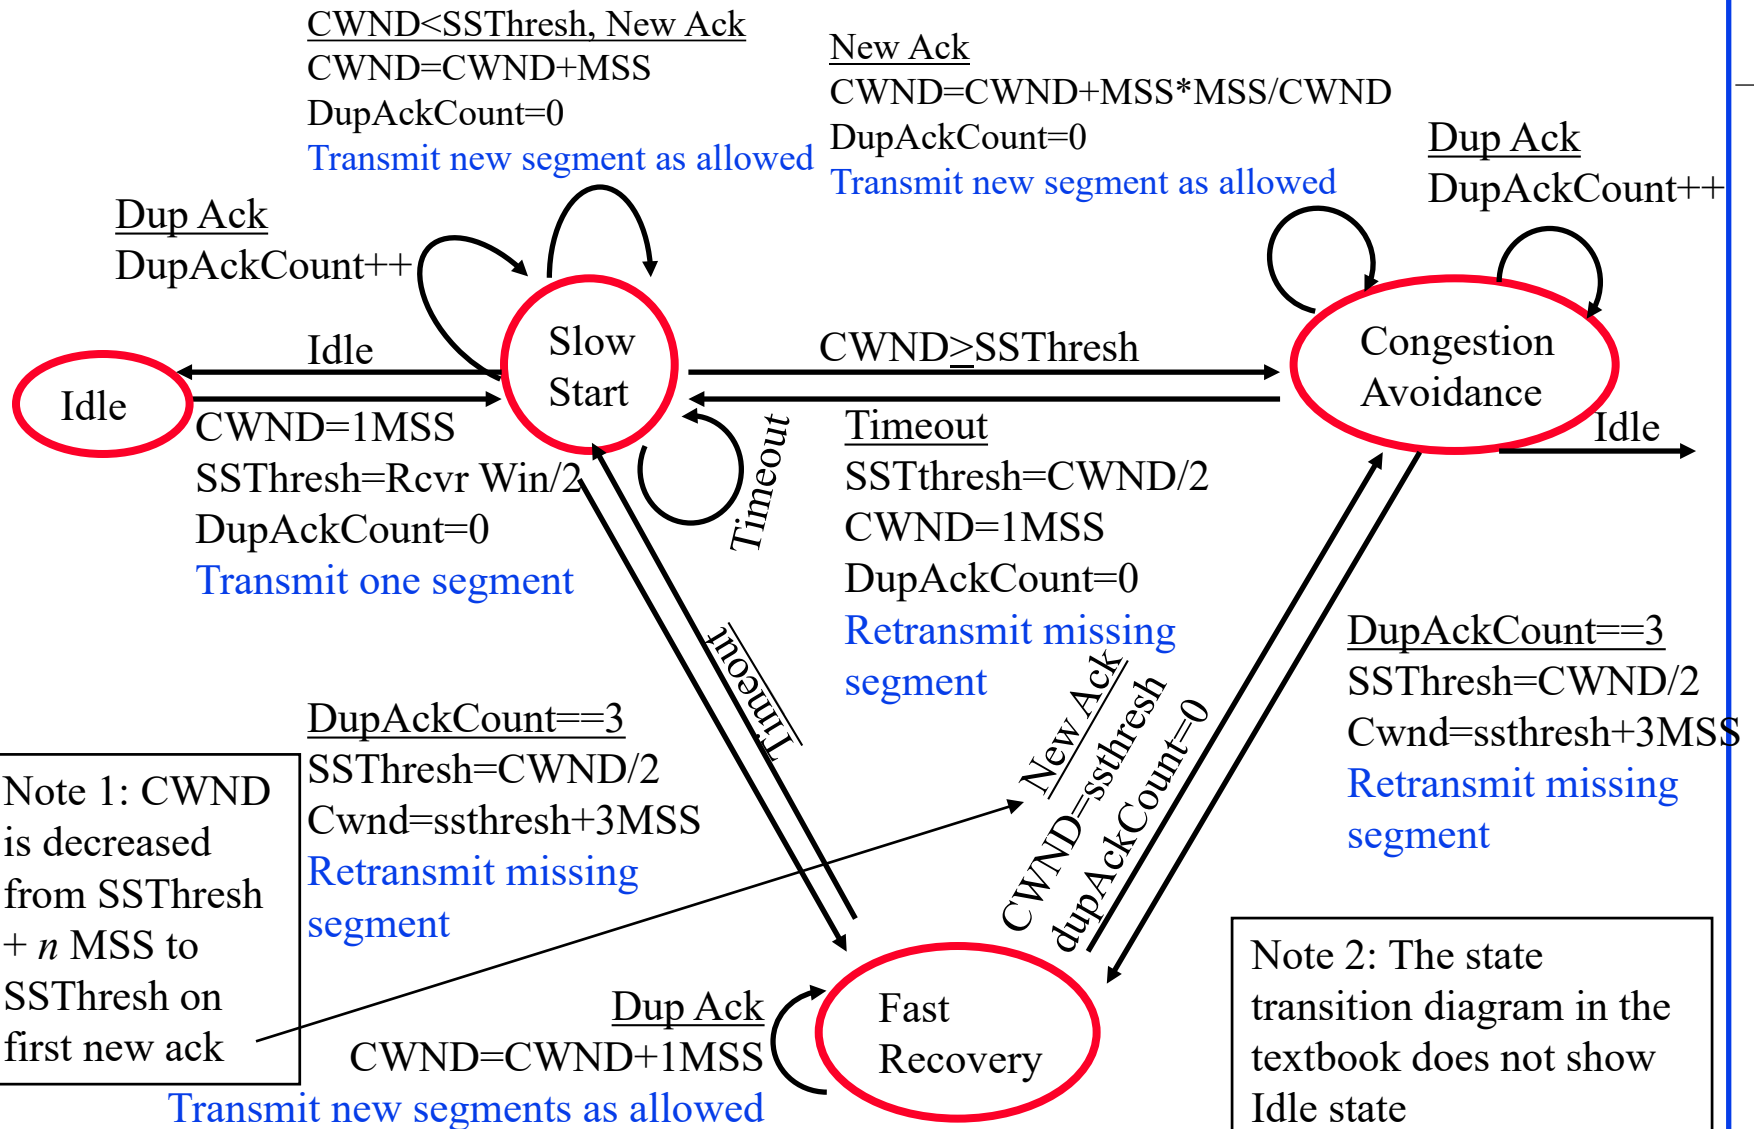 CWND<SSThresh, New Ack
CWND=CWND+MSS
DupAckCount=0
Transmit new segment as allowed
New Ack
CWND=CWND+MSS*MSS/CWND
DupAckCount=0
Transmit new segment as allowed
Dup Ack
DupAckCount++
Dup Ack
DupAckCount++
Idle
Slow
Start
CWND≥SSThresh
Congestion
Avoidance
Idle
Idle
CWND=1MSS
SSThresh=Rcvr Win/2
DupAckCount=0
Transmit one segment
Timeout
Timeout
SSTthresh=CWND/2
CWND=1MSS
DupAckCount=0
Retransmit missing
segment
Timeout
New Ack
CWND=ssthresh
dupAckCount=0
DupAckCount==3
SSThresh=CWND/2
Cwnd=ssthresh+3MSS
Retransmit missing
segment
DupAckCount==3
SSThresh=CWND/2
Cwnd=ssthresh+3MSS
Retransmit missing
segment
Note 1: CWND
is decreased
from SSThresh
+ n MSS to
SSThresh on
first new ack
Dup Ack
CWND=CWND+1MSS
Transmit new segments as allowed
Fast
Recovery
Note 2: The state
transition diagram in the
textbook does not show
Idle state